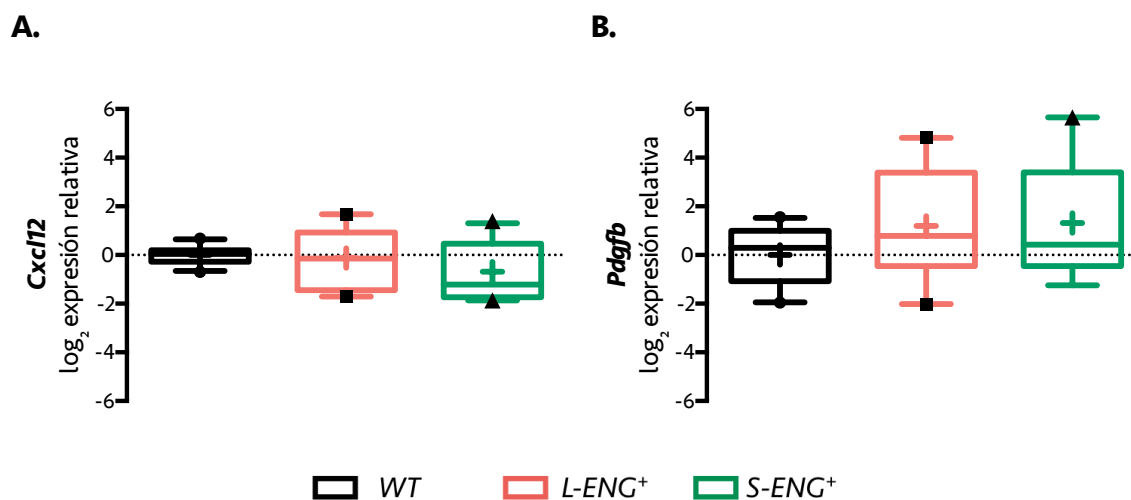 A.
B.
Cxcl12
log₂ expresión relativa
6
4
2
0
-2
-4
-6
Pdgfb
log₂ expresión relativa
6
4
2
0
-2
-4
-6
WT L-ENG⁺ S-ENG⁺